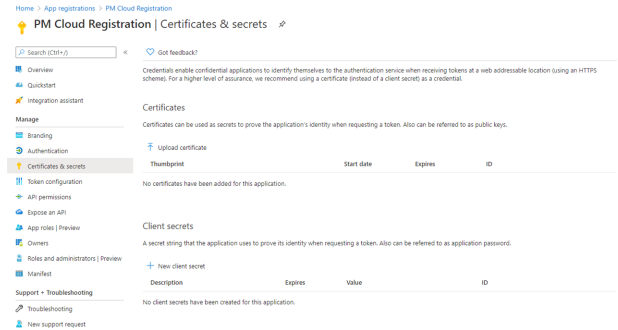 Home > App registrations > PM Cloud Registration
PM Cloud Registration | Certificates & secrets
Search (Ctrl+/)
«
Overview
Quickstart
Integration assistant
Manage
Branding
Authentication
Certificates & secrets
Token configuration
API permissions
Expose an API
App roles | Preview
Owners
Roles and administrators | Preview
Manifest
Support + Troubleshooting
Troubleshooting
New support request
Got feedback?
Credentials enable confidential applications to identify themselves to the authentication service when receiving tokens at a web addressable location (using an HTTPS
scheme). For a higher level of assurance, we recommend using a certificate (instead of a client secret) as a credential.
Certificates
Certificates can be used as secrets to prove the application's identity when requesting a token. Also can be referred to as public keys.
Upload certificate
Thumbprint Start date Expires ID
No certificates have been added for this application.
Client secrets
A secret string that the application uses to prove its identity when requesting a token. Also can be referred to as application password.
New client secret
Description Expires Value ID
No client secrets have been created for this application.